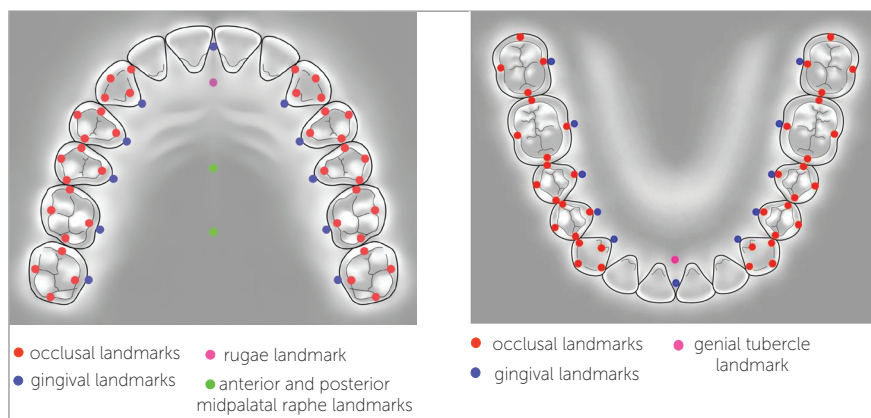 occlusal landmarks
gingival landmarks
rugae landmark
anterior and posterior
midpalatal raphe landmarks
occlusal landmarks
gingival landmarks
genial tubercle
landmark